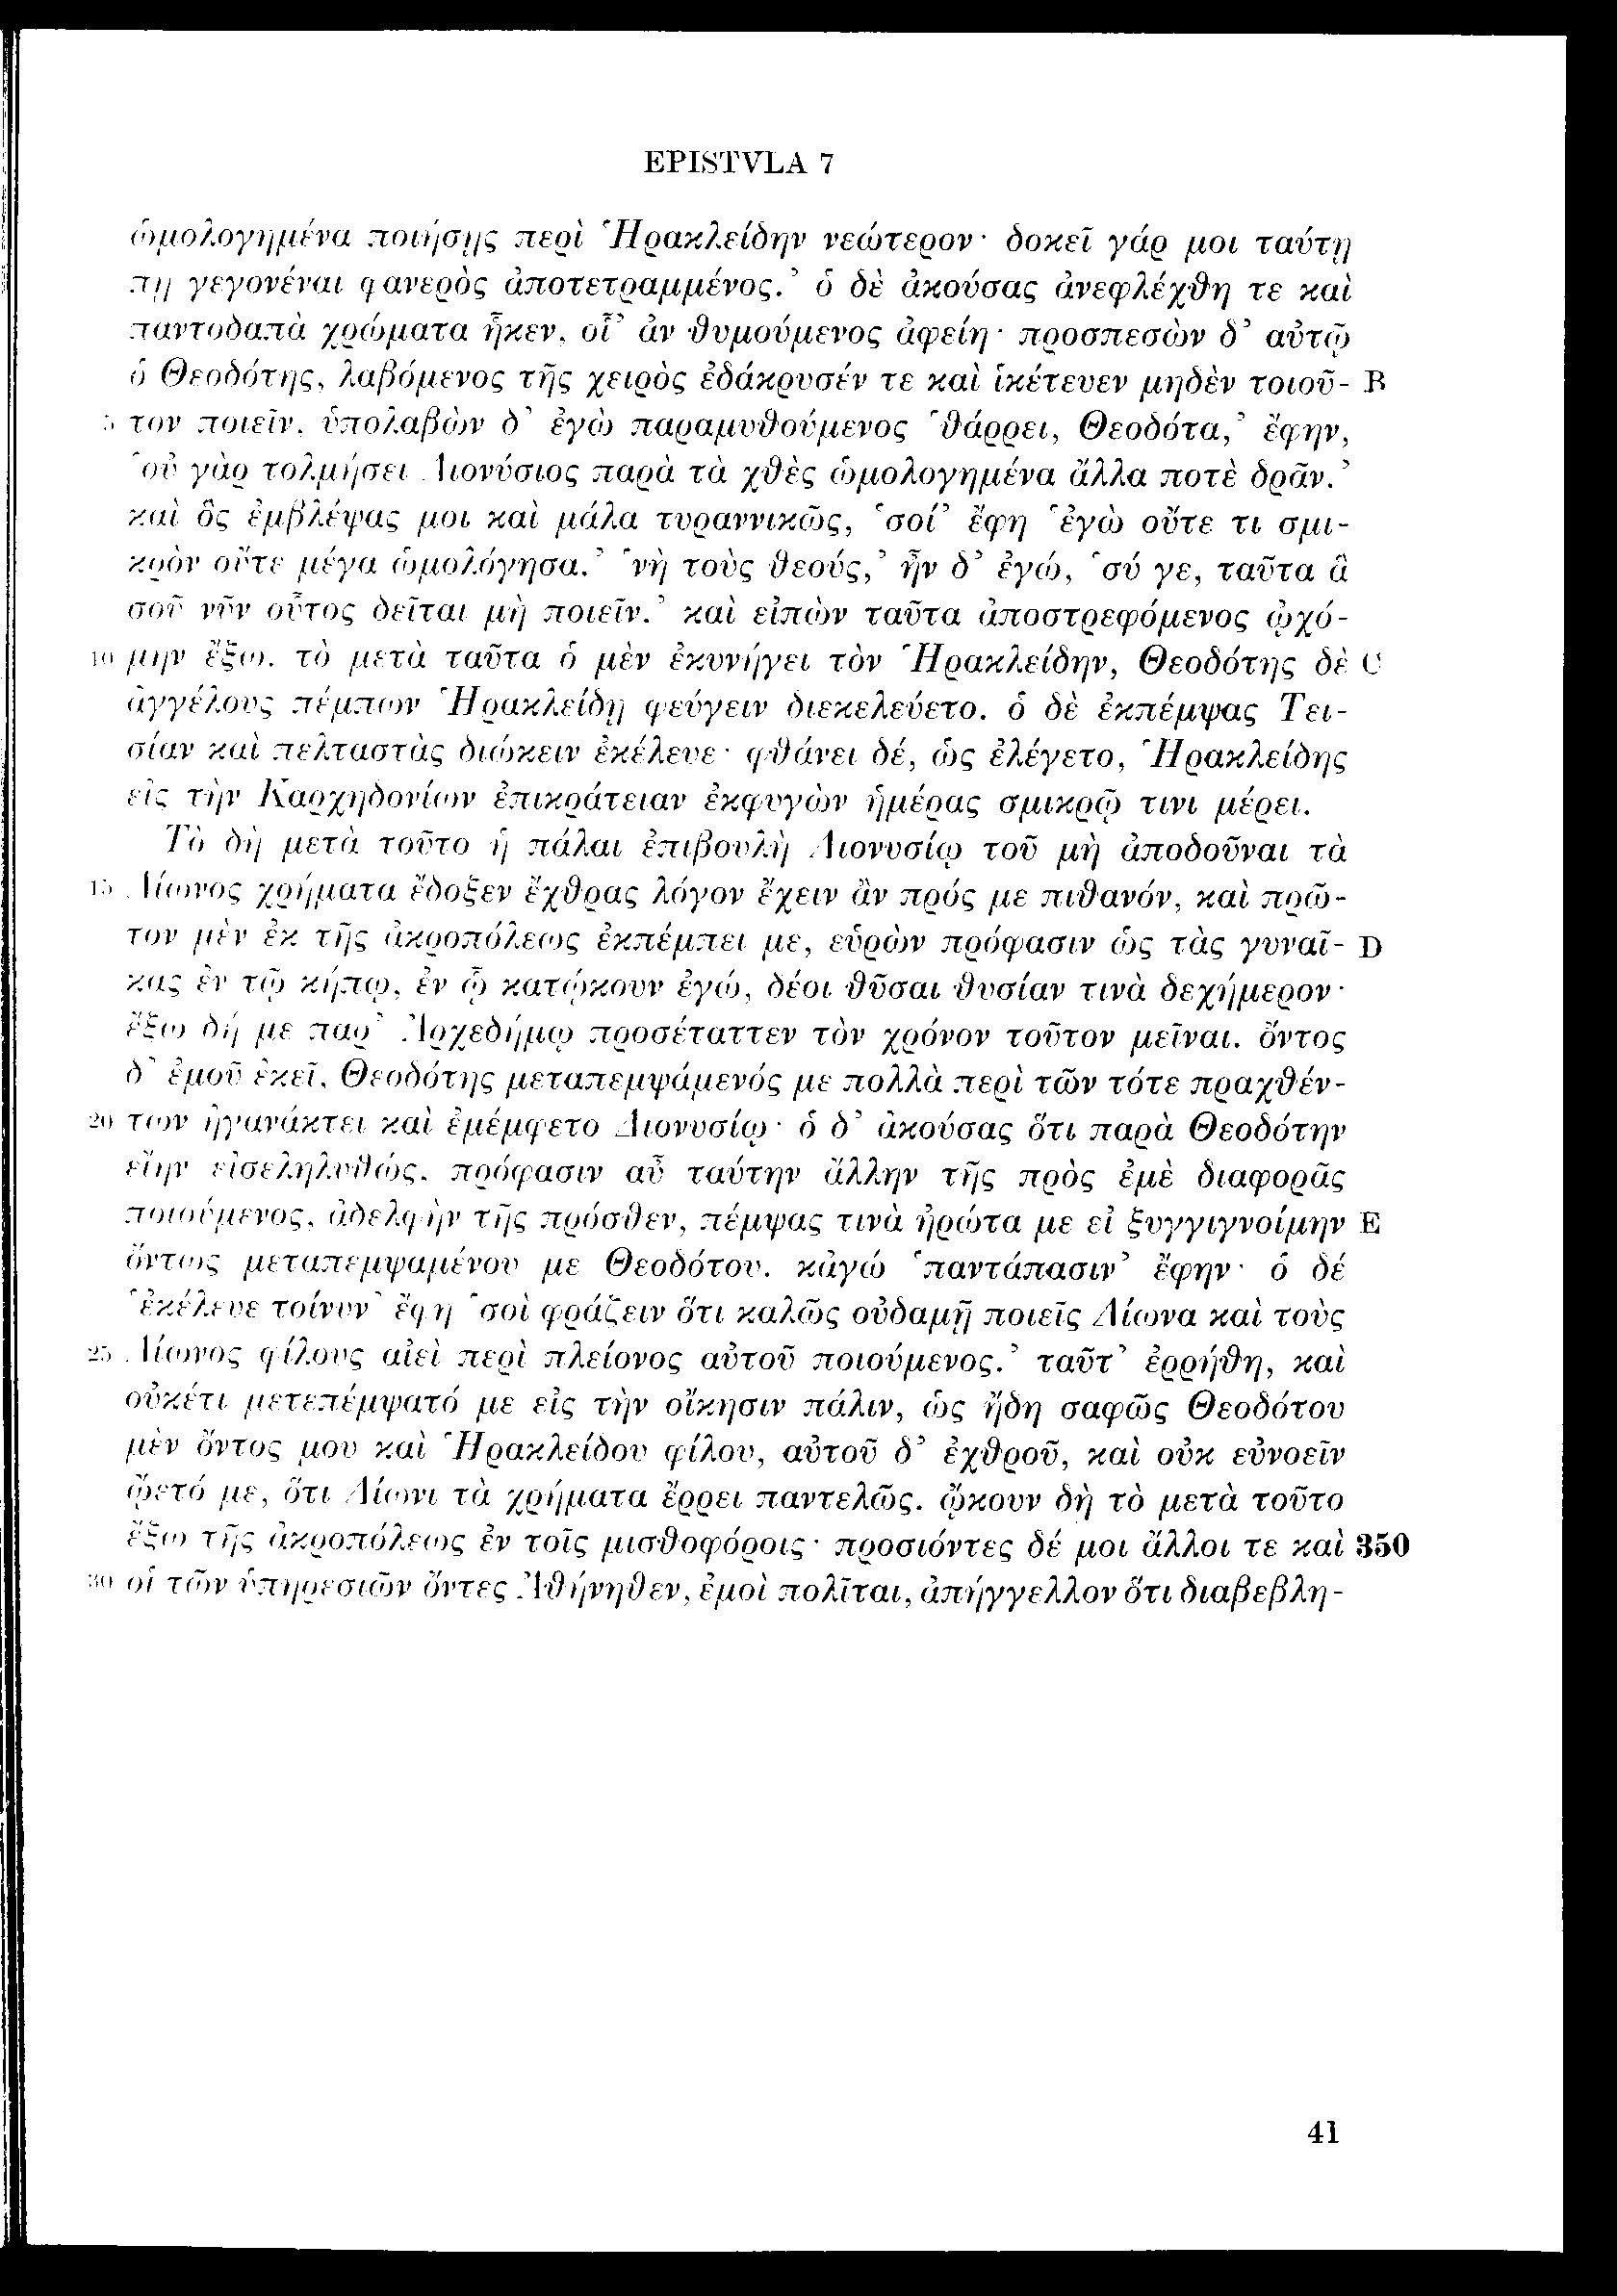 EPISTVLA 7
ὡμολογημένα ποιήσῃς περὶ Ἡρακλείδην νεώτερον· δοκεῖ γάρ μοι ταύτῃ
πῃ γεγονέναι φανερὸς ἀποτετραμμένος.’ ὁ δὲ ἀκούσας ἀνεφλέχθη τε καὶ
παντοδαπὰ χρώματα ἧκεν, οἷ’ ἂν θυμούμενος ἀφείη· προσπεσὼν δ’ αὐτῷ
ὁ Θεοδότης, λαβόμενος τῆς χειρὸς ἐδάκρυσέν τε καὶ ἱκέτευεν μηδὲν τοιοῦ- B
5 τον ποιεῖν, ὑπολαβὼν δ’ ἐγὼ παραμυθούμενος ‘θάρρει, Θεοδότα,’ ἔφην,
‘οὐ γὰρ τολμήσει Διονύσιος παρὰ τὰ χθὲς ὡμολογημένα ἄλλα ποτὲ δρᾶν.’
καὶ ὃς ἐμβλέψας μοι καὶ μάλα τυραννικῶς, ‘σοί’ ἔφη ‘ἐγὼ οὔτε τι σμι-
κρὸν οὔτε μέγα ὡμολόγησα.’ ‘νὴ τοὺς θεούς,’ ἦν δ’ ἐγώ, ‘σύ γε, ταῦτα ἃ
σοῦ νῦν οὗτος δεῖται μὴ ποιεῖν.’ καὶ εἰπὼν ταῦτα ἀποστρεφόμενος ᾠχό-
10 μην ἔξω. τὸ μετὰ ταῦτα ὁ μὲν ἐκυνήγει τὸν Ἡρακλείδην, Θεοδότης δὲ C
ἀγγέλους πέμπων Ἡρακλείδῃ φεύγειν διεκελεύετο. ὁ δὲ ἐκπέμψας Τει-
σίαν καὶ πελταστὰς διώκειν ἐκέλευε· φθάνει δέ, ὡς ἐλέγετο, Ἡρακλείδης
εἰς τὴν Καρχηδονίων ἐπικράτειαν ἐκφυγὼν ἡμέρας σμικρῷ τινι μέρει.
Τὸ δὴ μετὰ τοῦτο ἡ πάλαι ἐπιβουλὴ Διονυσίῳ τοῦ μὴ ἀποδοῦναι τὰ
15 Δίωνος χρήματα ἔδοξεν ἔχθρας λόγον ἔχειν ἂν πρός με πιθανόν, καὶ πρῶ-
τον μὲν ἐκ τῆς ἀκροπόλεως ἐκπέμπει με, εὑρὼν πρόφασιν ὡς τὰς γυναῖ- D
κας ἐν τῷ κήπῳ, ἐν ᾧ κατῴκουν ἐγώ, δέοι θῦσαι θυσίαν τινὰ δεχήμερον·
ἔξω δή με παρ’ Ἀρχεδήμῳ προσέταττεν τὸν χρόνον τοῦτον μεῖναι. ὄντος
δ’ ἐμοῦ ἐκεῖ, Θεοδότης μεταπεμψάμενός με πολλὰ περὶ τῶν τότε πραχθέν-
20 των ἠγανάκτει καὶ ἐμέμφετο Διονυσίῳ· ὁ δ’ ἀκούσας ὅτι παρὰ Θεοδότην
εἴην εἰσεληλυθώς, πρόφασιν αὖ ταύτην ἄλλην τῆς πρὸς ἐμὲ διαφορᾶς
ποιούμενος, ἀδελφὴν τῆς πρόσθεν, πέμψας τινὰ ἠρώτα με εἰ ξυγγιγνοίμην E
ὄντως μεταπεμψαμένου με Θεοδότου. κἀγώ ‘παντάπασιν’ ἔφην· ὁ δέ
‘ἐκέλευε τοίνυν’ ἔφη ‘σοὶ φράζειν ὅτι καλῶς οὐδαμῇ ποιεῖς Δίωνα καὶ τοὺς
25 Δίωνος φίλους αἰεὶ περὶ πλείονος αὐτοῦ ποιούμενος.’ ταῦτ’ ἐρρήθη, καὶ
οὐκέτι μετεπέμψατό με εἰς τὴν οἴκησιν πάλιν, ὡς ἤδη σαφῶς Θεοδότου
μὲν ὄντος μου καὶ Ἡρακλείδου φίλου, αὐτοῦ δ’ ἐχθροῦ, καὶ οὐκ εὐνοεῖν
ᾤετό με, ὅτι Δίωνι τὰ χρήματα ἔρρει παντελῶς. ᾤκουν δὴ τὸ μετὰ τοῦτο
ἔξω τῆς ἀκροπόλεως ἐν τοῖς μισθοφόροις· προσιόντες δέ μοι ἄλλοι τε καὶ 350
30 οἱ τῶν ὑπηρεσιῶν ὄντες Ἀθήνηθεν, ἐμοὶ πολῖται, ἀπήγγελλον ὅτι διαβεβλη-
41